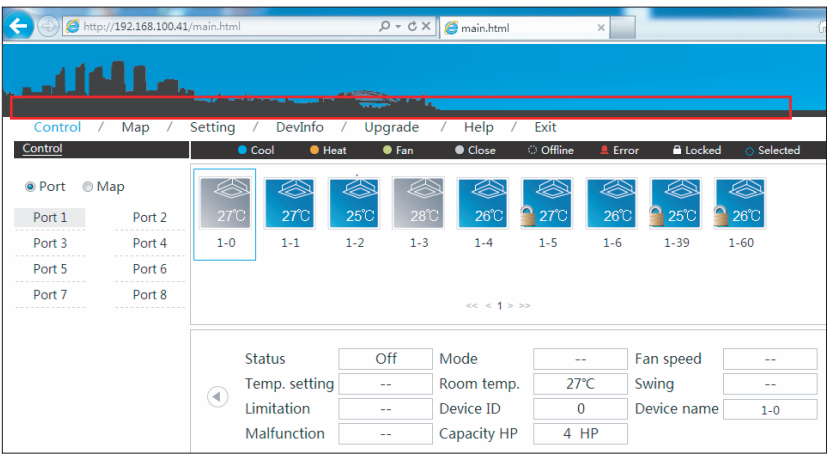 http://192.168.100.41/main.html main.html
Control / Map / Setting / DevInfo / Upgrade / Help / Exit
Control Cool Heat Fan Close Offline Error Locked Selected
Port Map
27℃ 27℃ 25℃ 28℃ 26℃ 27℃ 26℃ 25℃ 26℃
Port 1 Port 2
1-0 1-1 1-2 1-3 1-4 1-5 1-6 1-39 1-60
Port 3 Port 4
Port 5 Port 6
Port 7 Port 8
<< < 1 > >>
Status Off Mode -- Fan speed --
Temp. setting -- Room temp. 27℃ Swing --
Limitation -- Device ID 0 Device name 1-0
Malfunction -- Capacity HP 4 HP